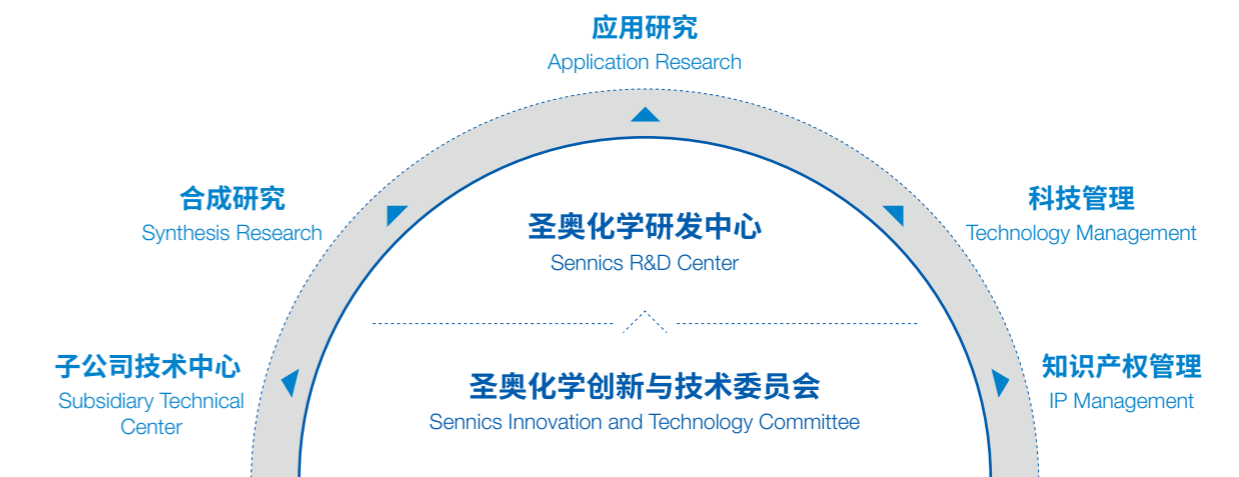 应用研究
Application Research
合成研究
Synthesis Research
科技管理
Technology Management
圣奥化学研发中心
Sennics R&D Center
子公司技术中心
Subsidiary Technical
Center
知识产权管理
IP Management
圣奥化学创新与技术委员会
Sennics Innovation and Technology Committee